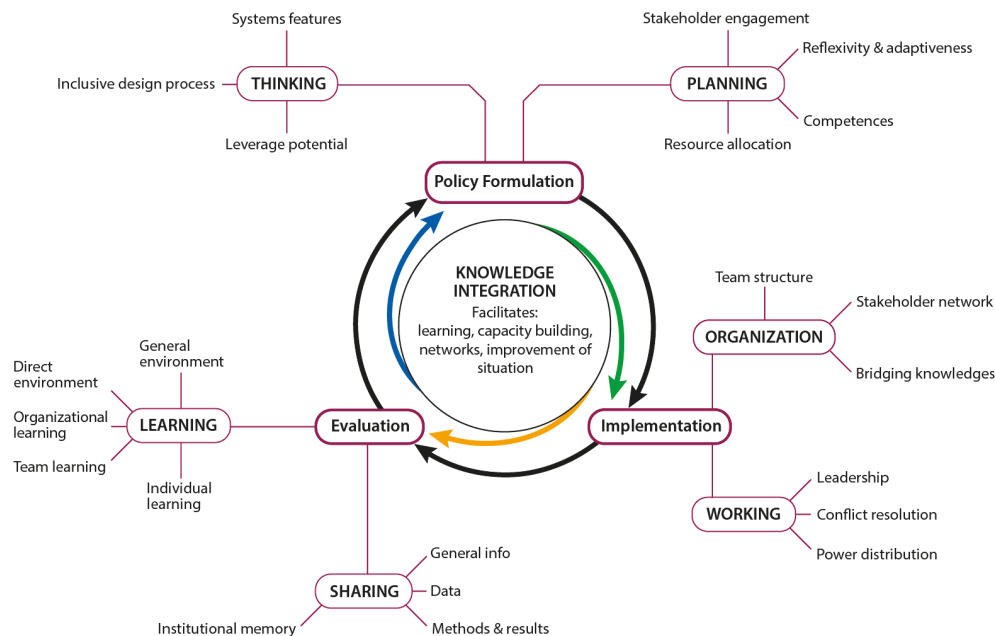 Systems features
Inclusive design process
THINKING
Leverage potential
Stakeholder engagement
Reflexivity & adaptiveness
PLANNING
Competences
Resource allocation
Policy Formulation
KNOWLEDGE
INTEGRATION
Facilitates:
learning, capacity building,
networks, improvement of
situation
Team structure
Stakeholder network
ORGANIZATION
Bridging knowledges
Implementation
Leadership
WORKING
Conflict resolution
Power distribution
Evaluation
General
environment
Direct
environment
Organizational
learning
LEARNING
Team learning
Individual
learning
General info
SHARING
Data
Institutional memory
Methods & results